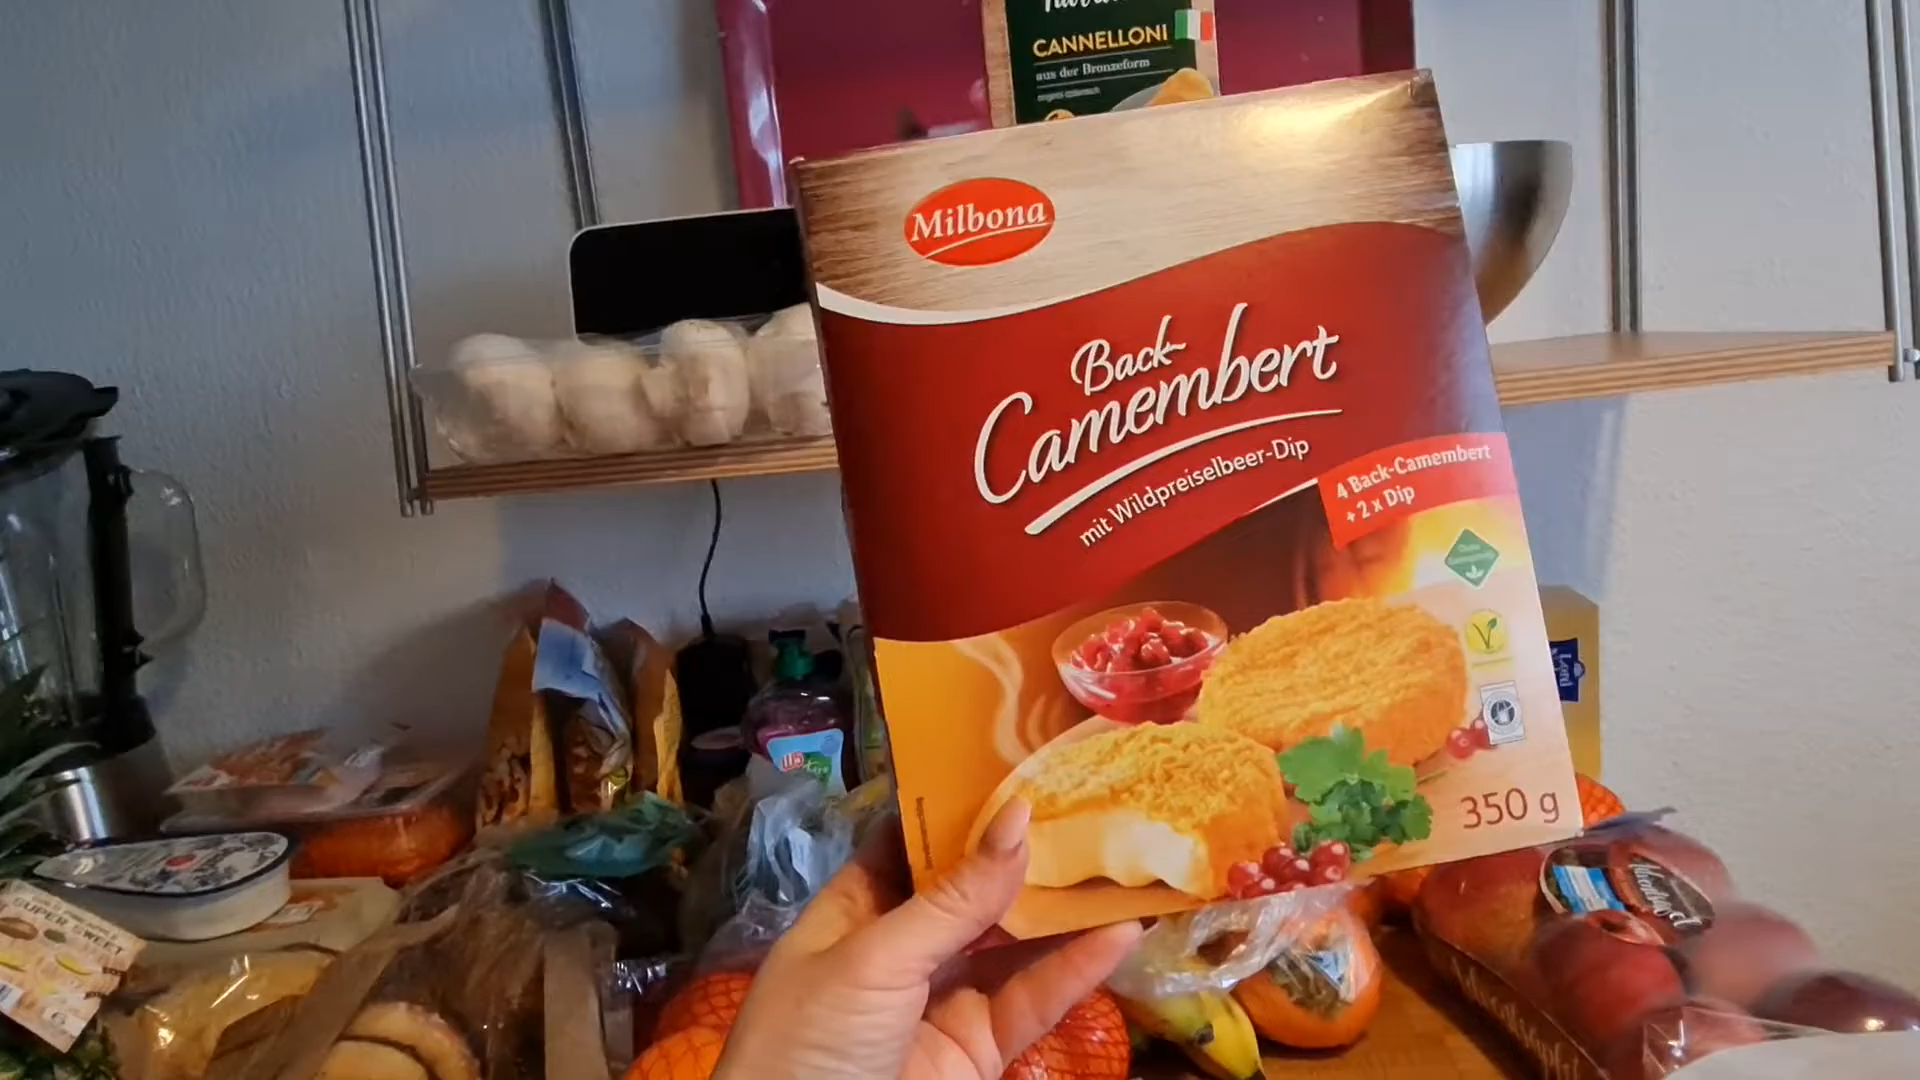 CANNELLONI
aus der Bronzeform
Milbona
Back-
Camembert
mit Wildpreiselbeer-Dip
4 Back-Camembert
+ 2 x Dip
350 g
SUPER SWEET